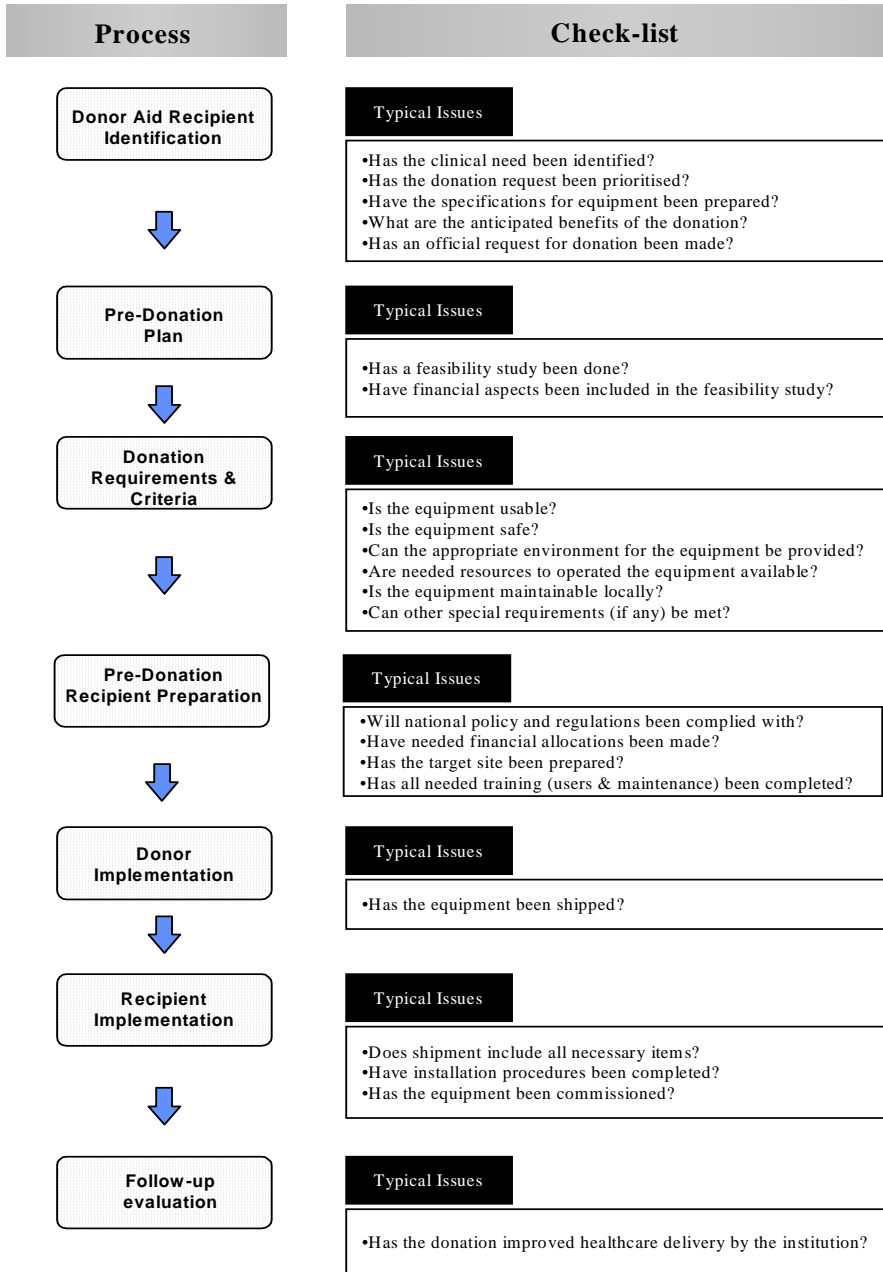 Process
Check-list
Donor Aid Recipient
Identification
Typical Issues
•Has the clinical need been identified?
•Has the donation request been prioritised?
•Have the specifications for equipment been prepared?
•What are the anticipated benefits of the donation?
•Has an official request for donation been made?
Pre-Donation
Plan
Typical Issues
•Has a feasibility study been done?
•Have financial aspects been included in the feasibility study?
Donation
Requirements &
Criteria
Typical Issues
•Is the equipment usable?
•Is the equipment safe?
•Can the appropriate environment for the equipment be provided?
•Are needed resources to operated the equipment available?
•Is the equipment maintainable locally?
•Can other special requirements (if any) be met?
Pre-Donation
Recipient Preparation
Typical Issues
•Will national policy and regulations been complied with?
•Have needed financial allocations been made?
•Has the target site been prepared?
•Has all needed training (users & maintenance) been completed?
Donor
Implementation
Typical Issues
•Has the equipment been shipped?
Recipient
Implementation
Typical Issues
•Does shipment include all necessary items?
•Have installation procedures been completed?
•Has the equipment been commissioned?
Follow-up
evaluation
Typical Issues
•Has the donation improved healthcare delivery by the institution?